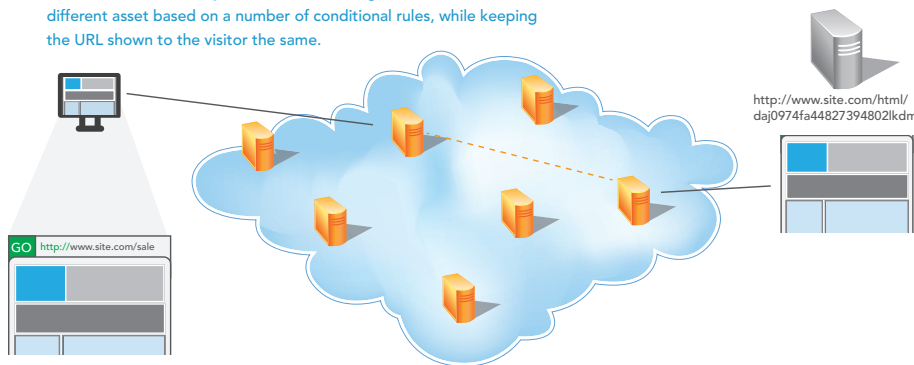 different asset based on a number of conditional rules, while keeping
the URL shown to the visitor the same.
http://www.site.com/html/
daj0974fa44827394802lkdm
GO http://www.site.com/sale